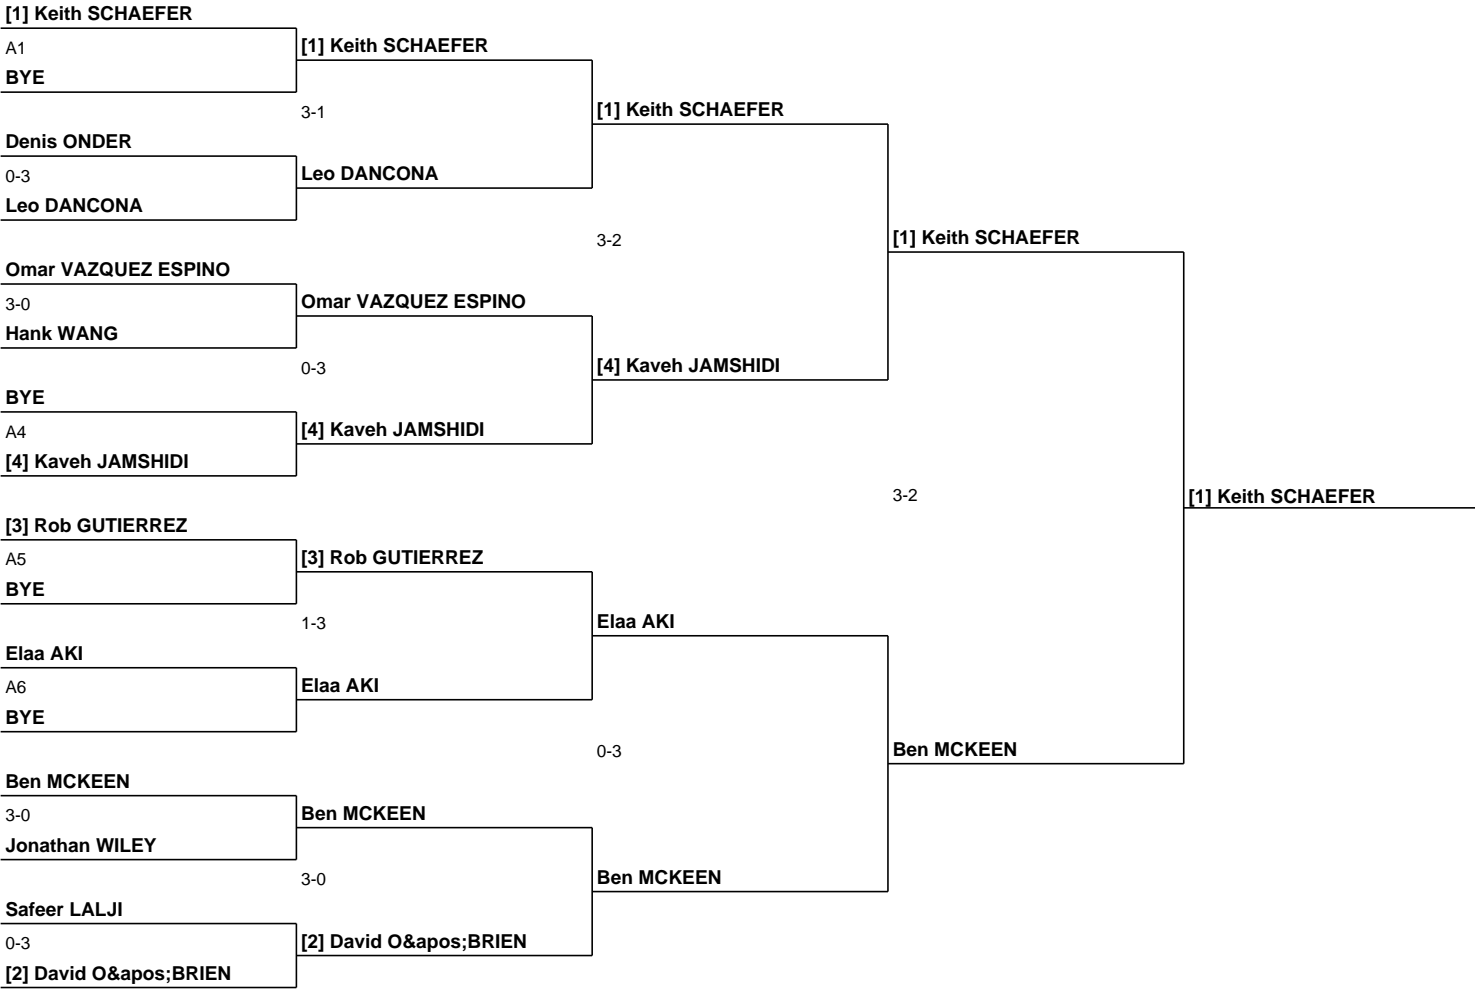 [1] Keith SCHAEFER
A1
BYE
[1] Keith SCHAEFER
3-1
Denis ONDER
0-3
Leo DANCONA
Leo DANCONA
[1] Keith SCHAEFER
3-2
Omar VAZQUEZ ESPINO
3-0
Hank WANG
Omar VAZQUEZ ESPINO
0-3
BYE
A4
[4] Kaveh JAMSHIDI
[4] Kaveh JAMSHIDI
[4] Kaveh JAMSHIDI
[1] Keith SCHAEFER
3-2
[1] Keith SCHAEFER
[3] Rob GUTIERREZ
A5
BYE
[3] Rob GUTIERREZ
1-3
Elaa AKI
A6
BYE
Elaa AKI
Elaa AKI
0-3
Ben MCKEEN
Ben MCKEEN
3-0
Jonathan WILEY
Ben MCKEEN
3-0
Ben MCKEEN
Safeer LALJI
0-3
[2] David O&apos;BRIEN
[2] David O&apos;BRIEN